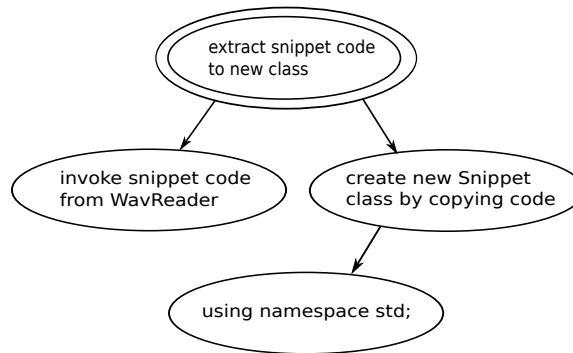 extract snippet code
to new class
invoke snippet code
from WavReader
create new Snippet
class by copying code
using namespace std;